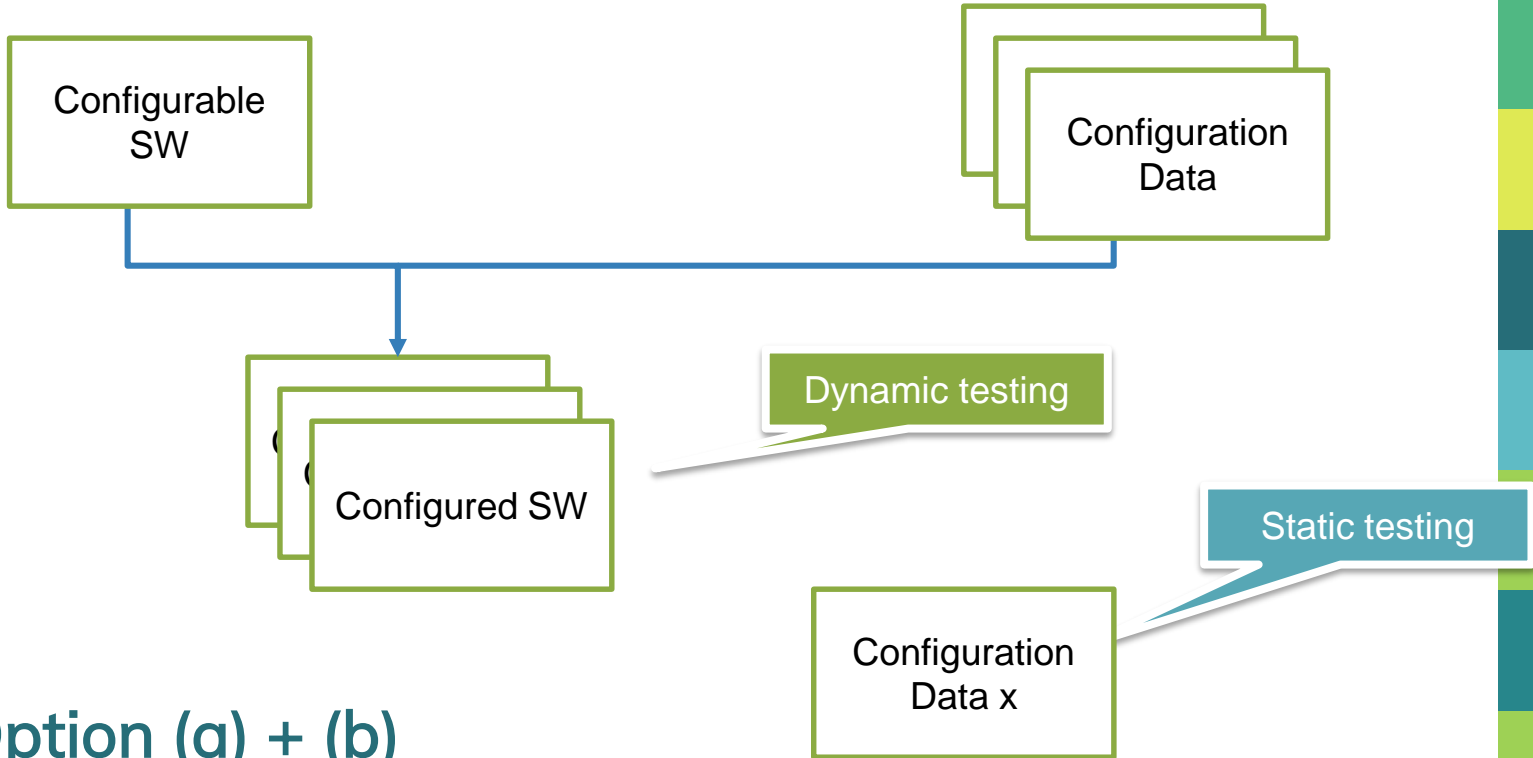 Configurable
SW
Configuration
Data
Dynamic testing
Configured SW
Static testing
Configuration
Data x
ption (a) + (b)